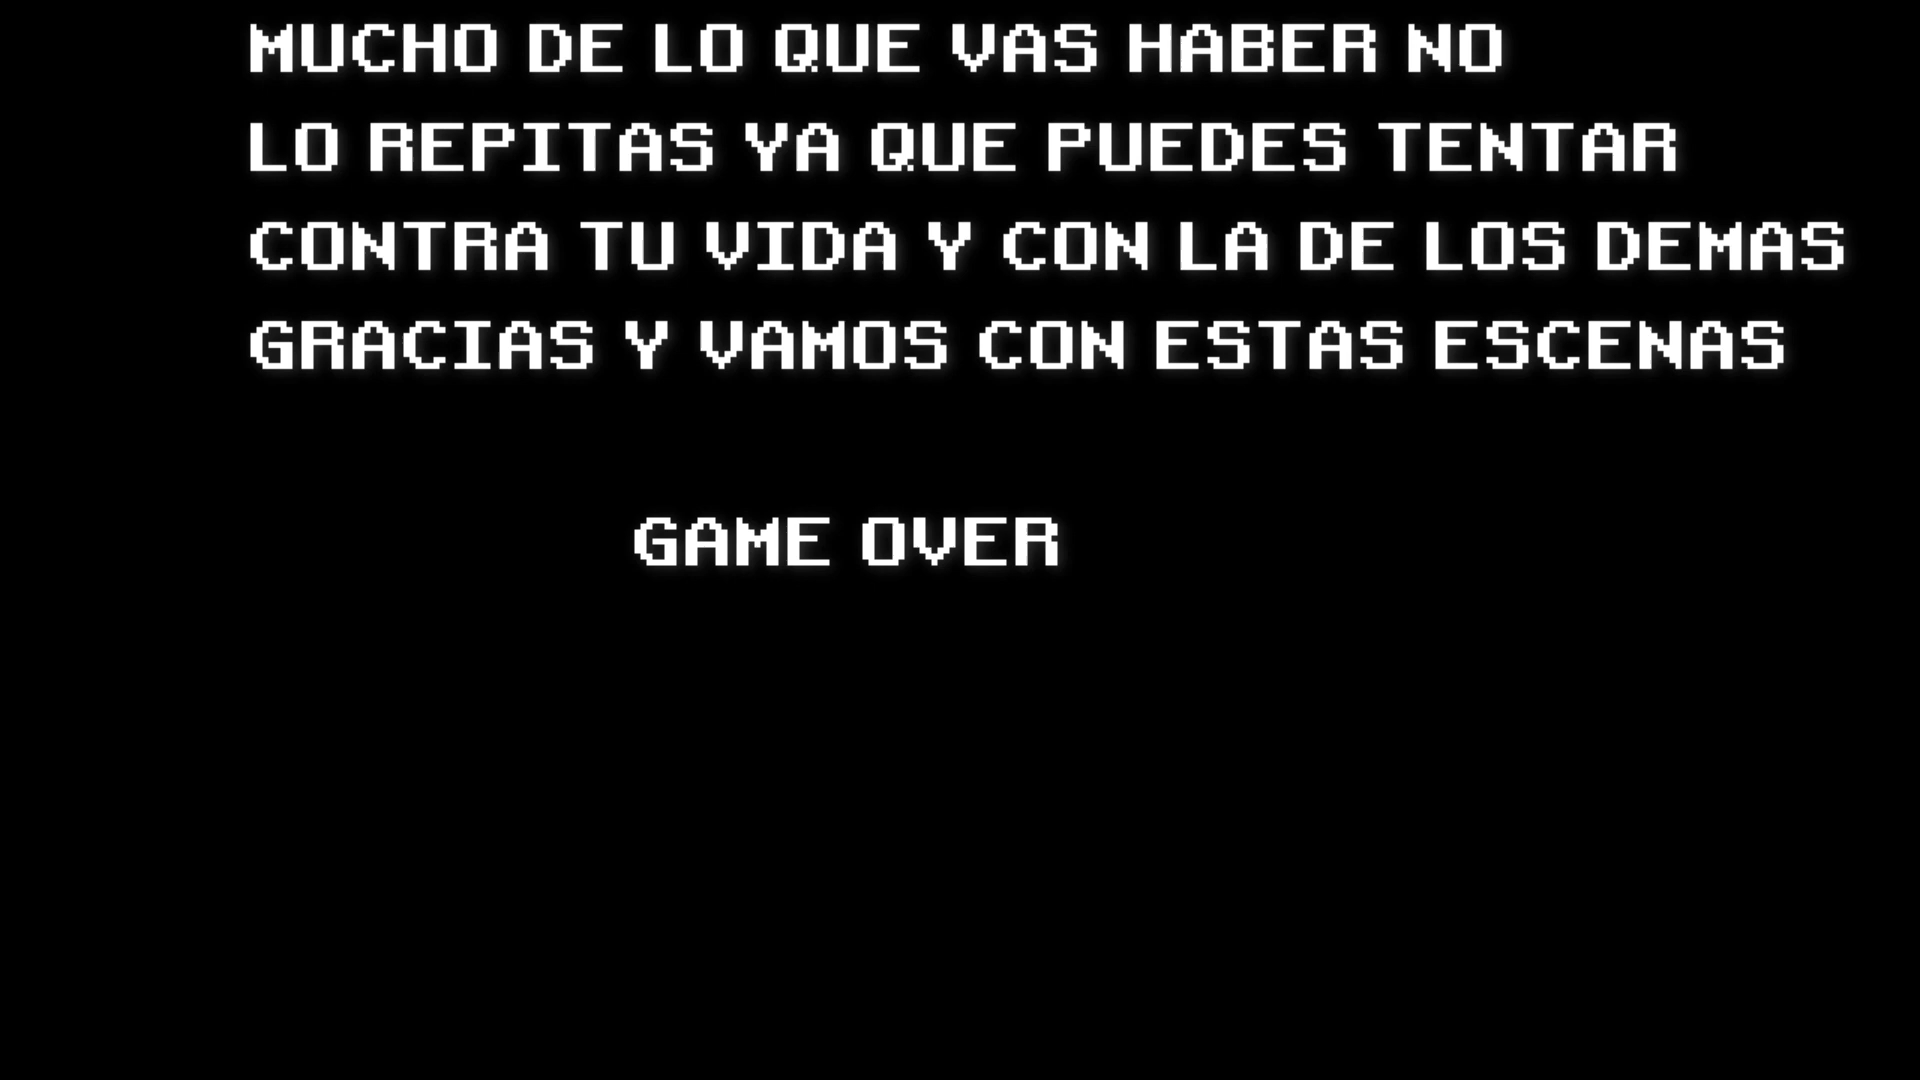 MUCHO DE LO QUE VAS HABER NO
LO REPITAS YA QUE PUEDES TENTAR
CONTRA TU VIDA Y CON LA DE LOS DEMAS
GRACIAS Y VAMOS CON ESTAS ESCENAS
GAME OVER